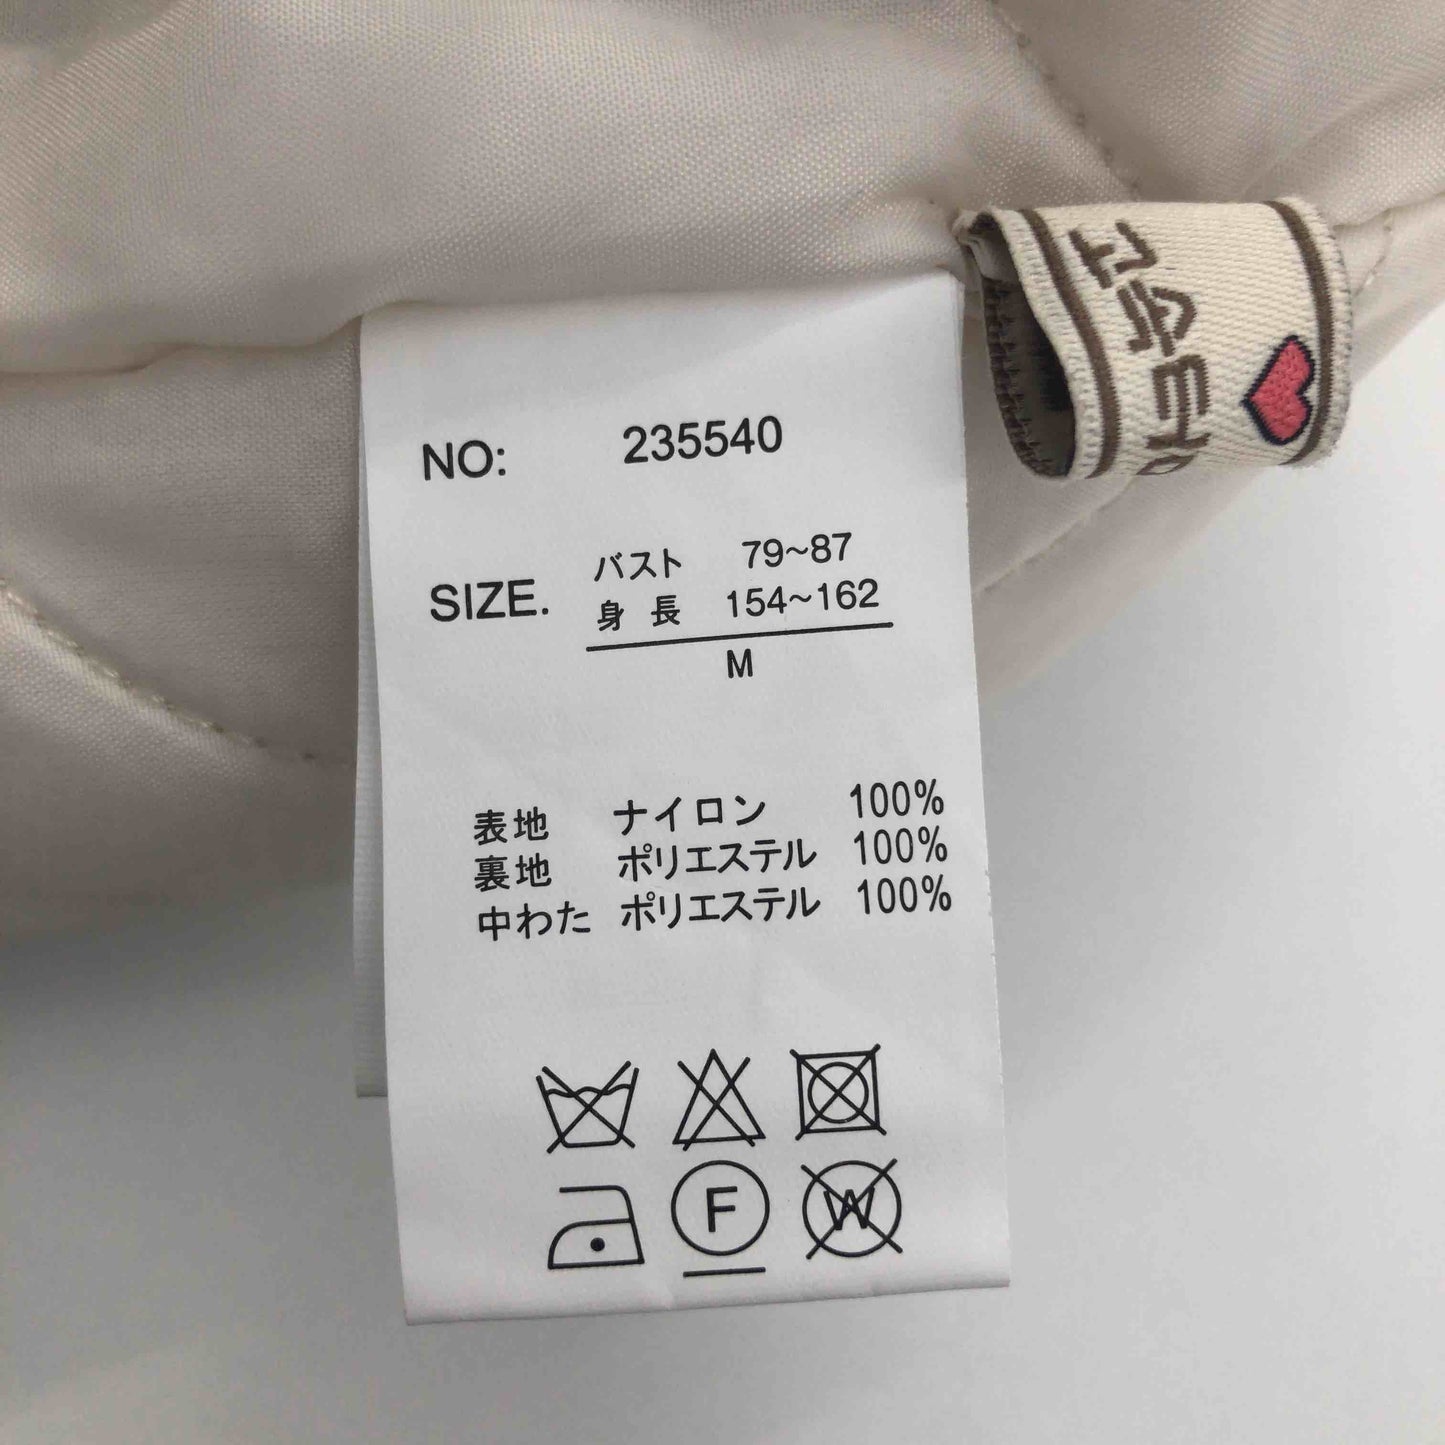 NO: 235540
SIZE. バスト 79~87
身長 154~162
M
表地 ナイロン 100%
裏地 ポリエステル 100%
中わた ポリエステル 100%
F
W